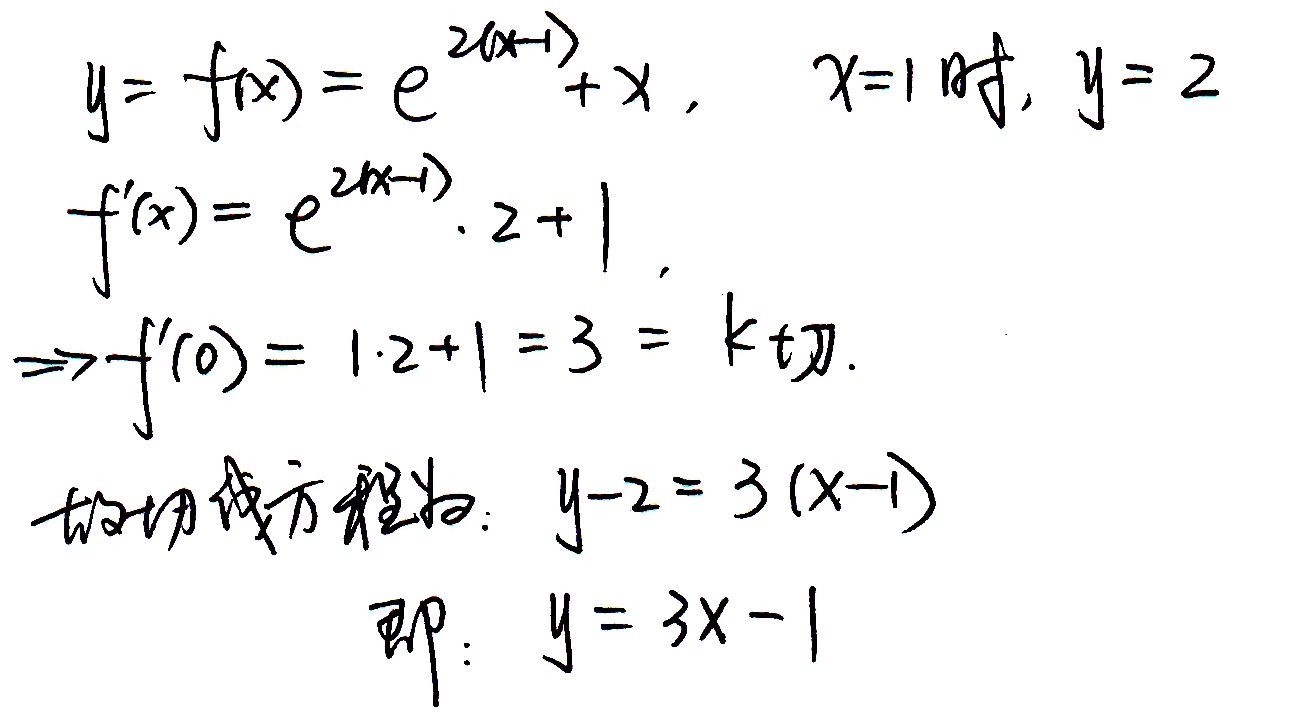 y = f(x) = e^{2(x-1)} + x, x=1时, y = 2
f'(x) = e^{2(x-1)} · 2 + 1,
⇒ f'(0) = 1·2+1 = 3 = k切.
故切线方程为: y-2 = 3(x-1)
即: y = 3x - 1